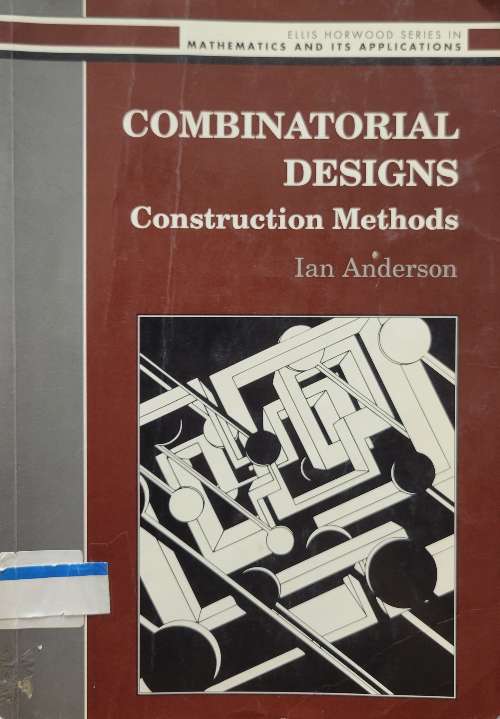 ELLIS HORWOOD SERIES IN
MATHEMATICS AND ITS APPLICATIONS
COMBINATORIAL
DESIGNS
Construction Methods
Ian Anderson